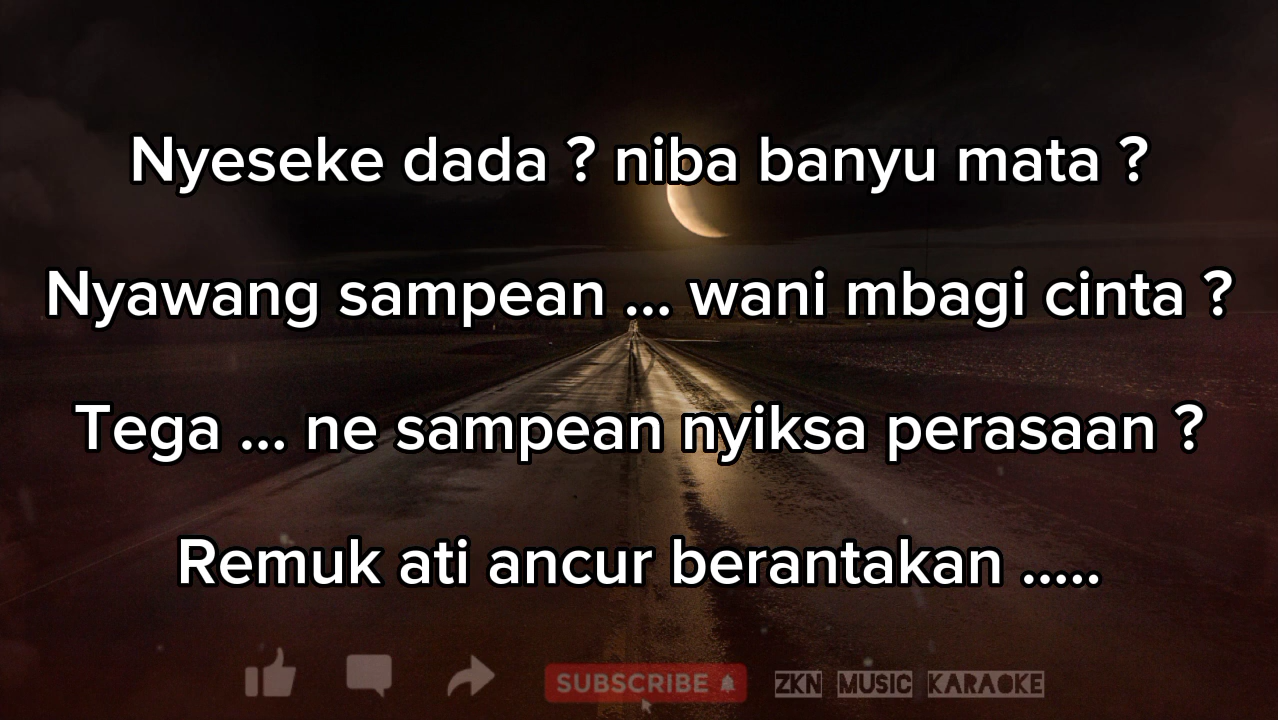 Nyeseke dada ? niba banyu mata ?
Nyawang sampean ... wani mbagi cinta ?
Tega ... ne sampean nyiksa perasaan ?
Remuk ati ancur berantakan .....
SUBSCRIBE ZKN MUSIC KARAOKE